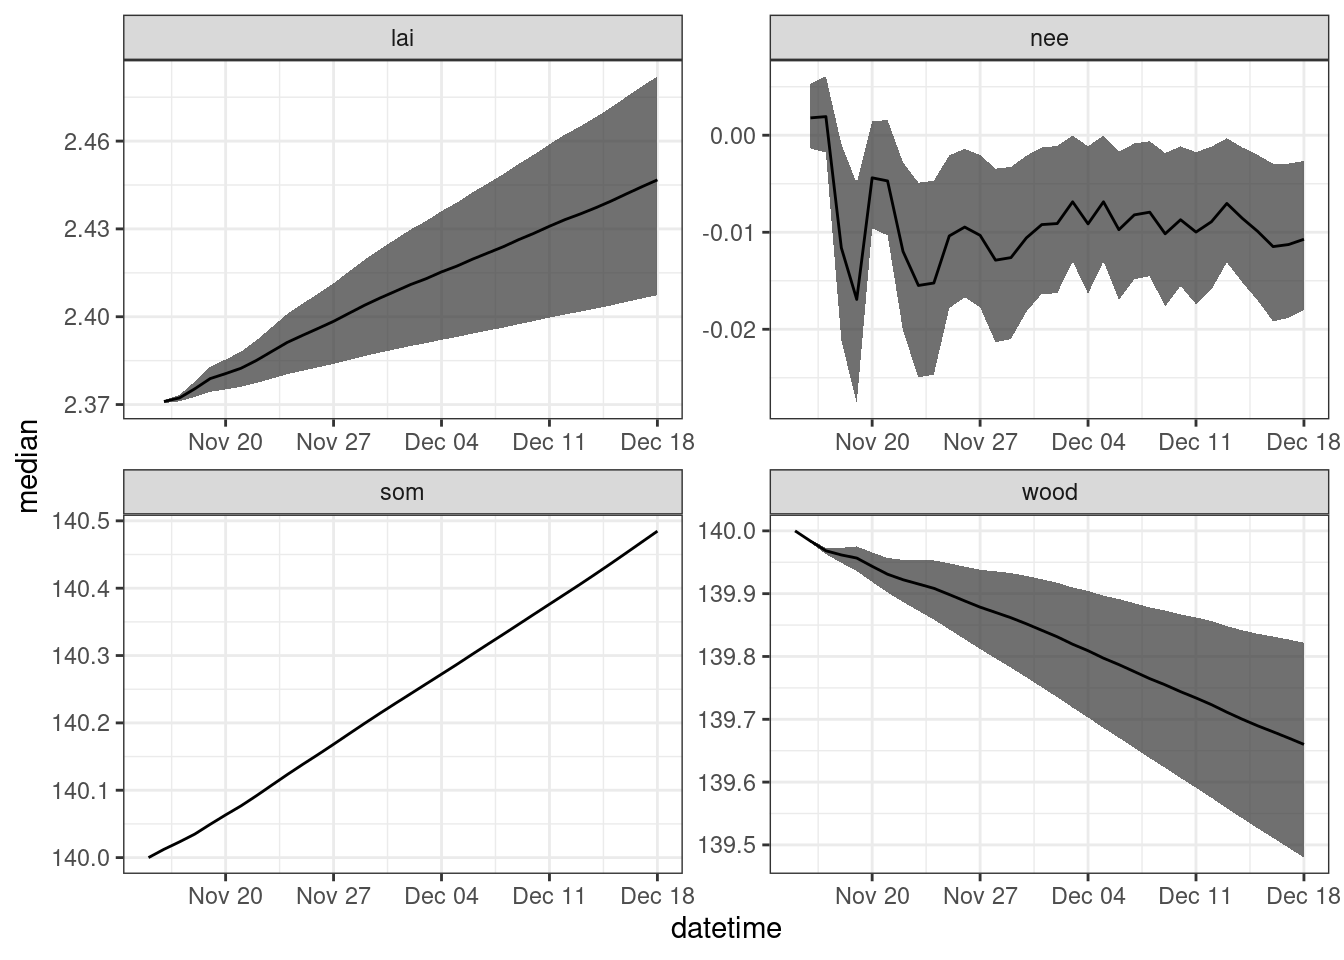 lai
nee
2.46
2.43
2.40
2.37
0.00
-0.01
-0.02
Nov 20 Nov 27 Dec 04 Dec 11 Dec 18
Nov 20 Nov 27 Dec 04 Dec 11 Dec 18
median
som
wood
140.5
140.4
140.3
140.2
140.1
140.0
140.0
139.9
139.8
139.7
139.6
139.5
Nov 20 Nov 27 Dec 04 Dec 11 Dec 18
Nov 20 Nov 27 Dec 04 Dec 11 Dec 18
datetime